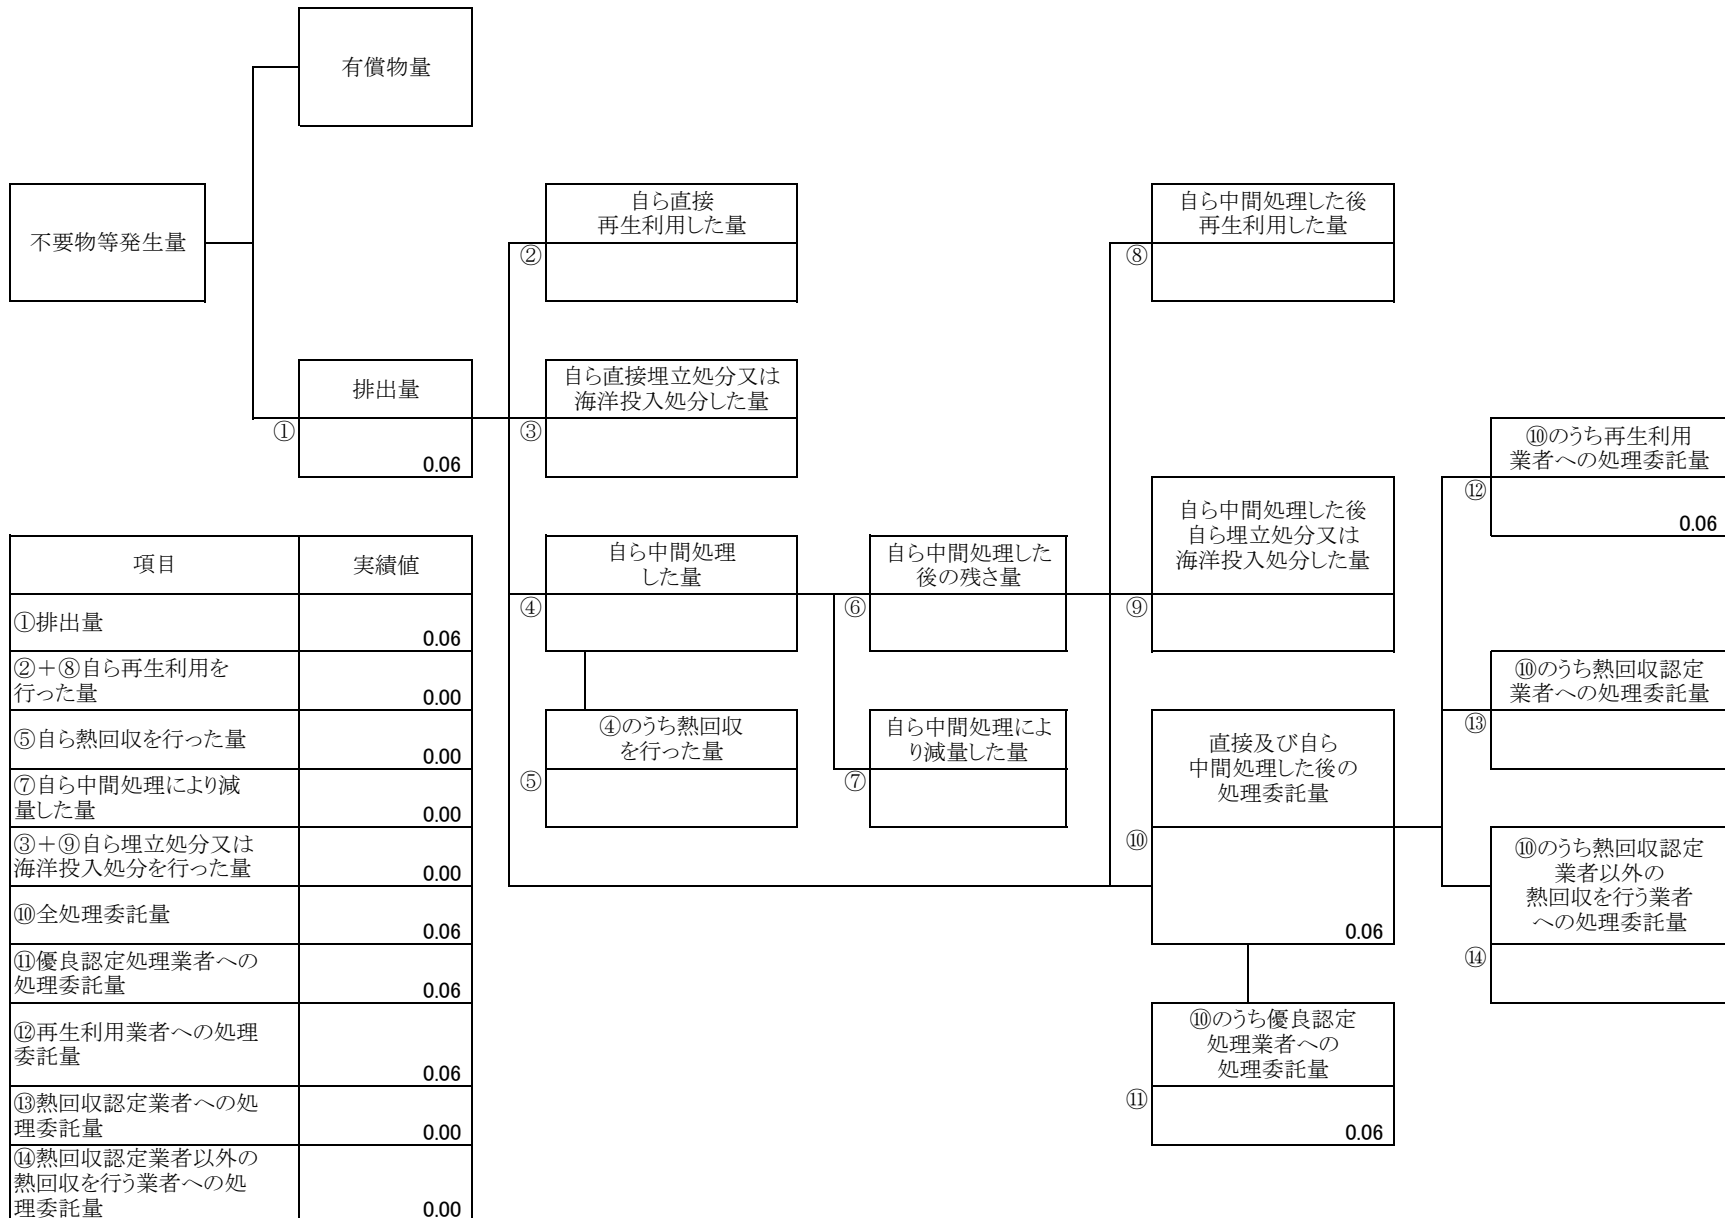 有償物量
不要物等発生量
自ら直接
再生利用した量
②
自ら中間処理した後
再生利用した量
⑧
排出量
①
0.06
自ら直接埋立処分又は
海洋投入処分した量
③
⑩のうち再生利用
業者への処理委託量
⑫
0.06
自ら中間処理
した量
④
自ら中間処理した
後の残さ量
⑥
自ら中間処理した後
自ら埋立処分又は
海洋投入処分した量
⑨
⑩のうち熱回収認定
業者への処理委託量
⑬
④のうち熱回収
を行った量
⑤
自ら中間処理によ
り減量した量
⑦
直接及び自ら
中間処理した後の
処理委託量
⑩
0.06
⑩のうち熱回収認定
業者以外の
熱回収を行う業者
への処理委託量
⑭
⑩のうち優良認定
処理業者への
処理委託量
⑪
0.06
項目 実績値
①排出量
0.06
②＋⑧自ら再生利用を
行った量
0.00
⑤自ら熱回収を行った量
0.00
⑦自ら中間処理により減
量した量
0.00
③＋⑨自ら埋立処分又は
海洋投入処分を行った量
0.00
⑩全処理委託量
0.06
⑪優良認定処理業者への
処理委託量
0.06
⑫再生利用業者への処理
委託量
0.06
⑬熱回収認定業者への処
理委託量
0.00
⑭熱回収認定業者以外の
熱回収を行う業者への処
理委託量
0.00